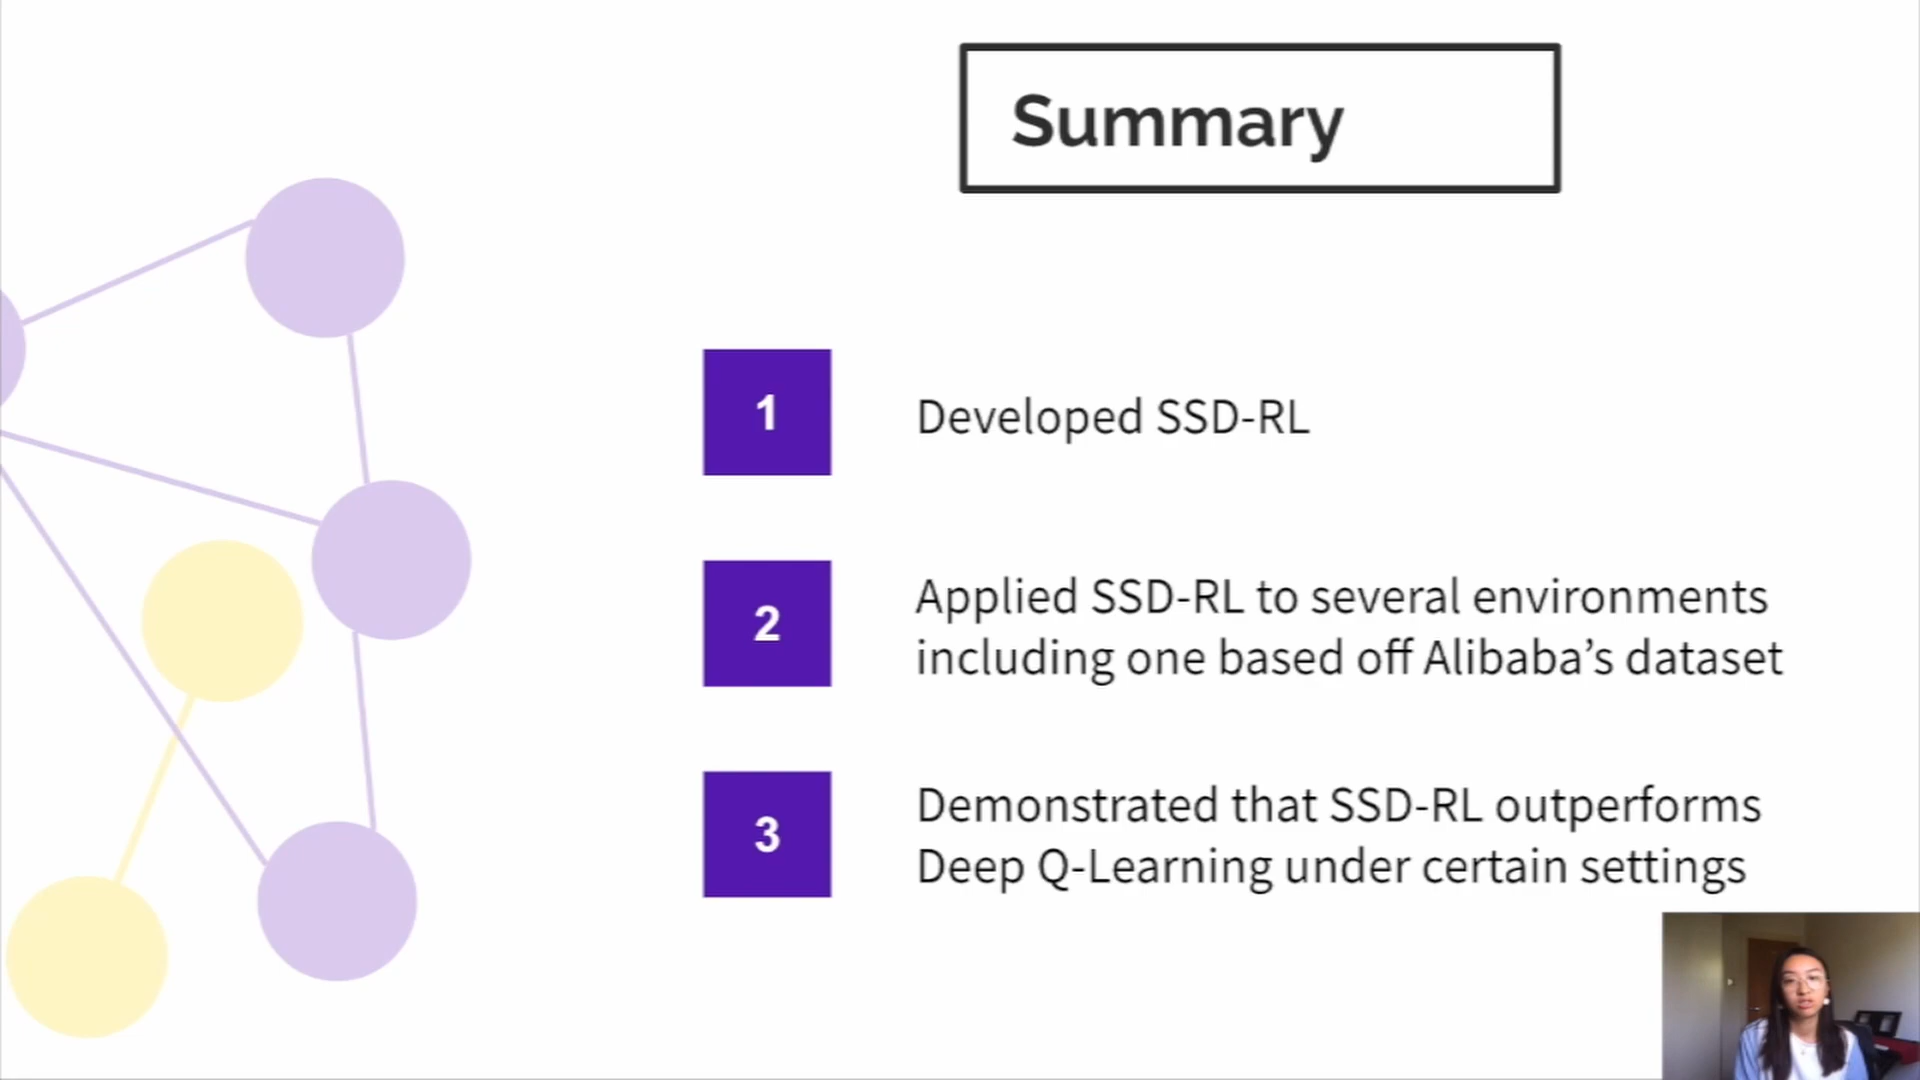 Summary
1
Developed SSD-RL
2
Applied SSD-RL to several environments
including one based off Alibaba’s dataset
3
Demonstrated that SSD-RL outperforms
Deep Q-Learning under certain settings